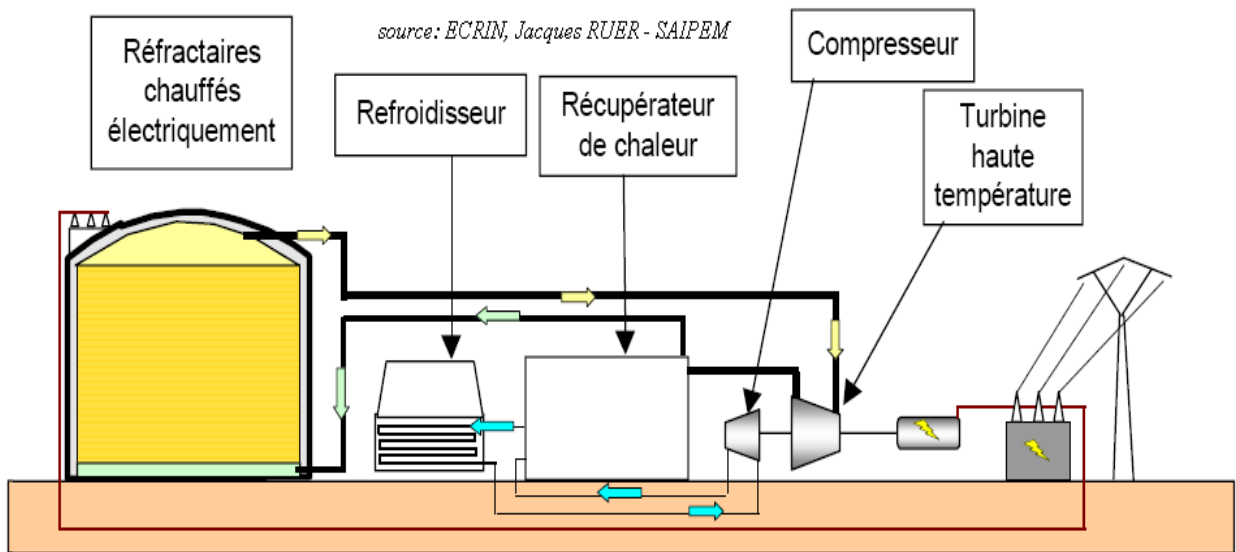 source: ECRIN, Jacques RUER - SAIPEM
Réfractaires
chauffés
électriquement
Refroidisseur
Récupérateur
de chaleur
Compresseur
Turbine
haute
température